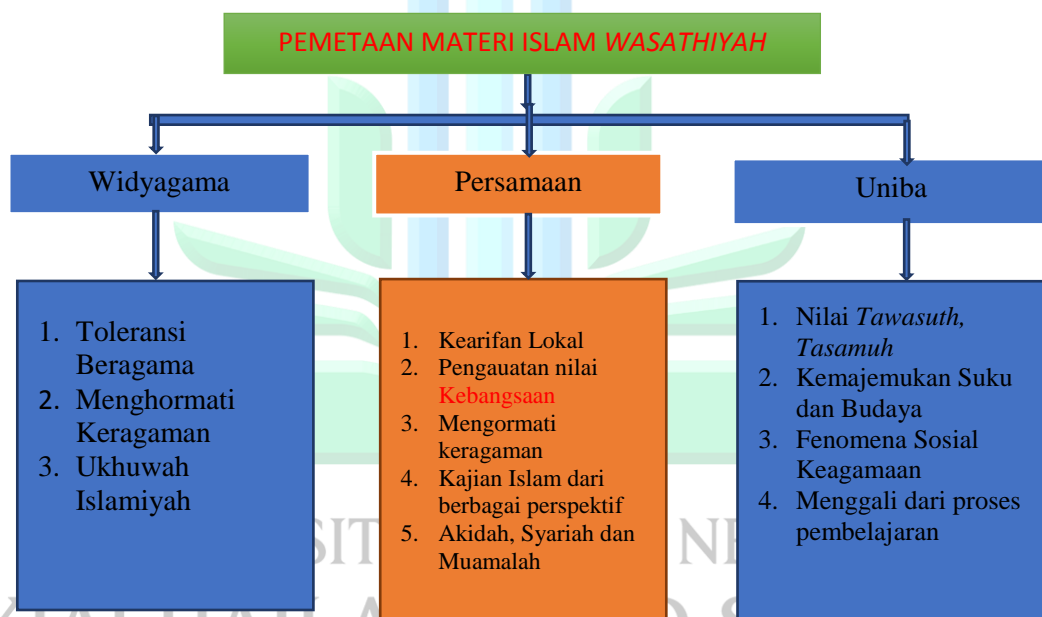 PEMETAAN MATERI ISLAM WASATHIYAH
Widyagama
Persamaan
Uniba
1. Toleransi
Beragama
2. Menghormati
Keragaman
3. Ukhuwah
Islamiyah
1. Kearifan Lokal
2. Pengauatan nilai
Kebangsaan
3. Mengormati
keragaman
4. Kajian Islam dari
berbagai perspektif
5. Akidah, Syariah dan
Muamalah
1. Nilai Tawasuth,
Tasamuh
2. Kemajemukan Suku
dan Budaya
3. Fenomena Sosial
Keagamaan
4. Menggali dari proses
pembelajaran